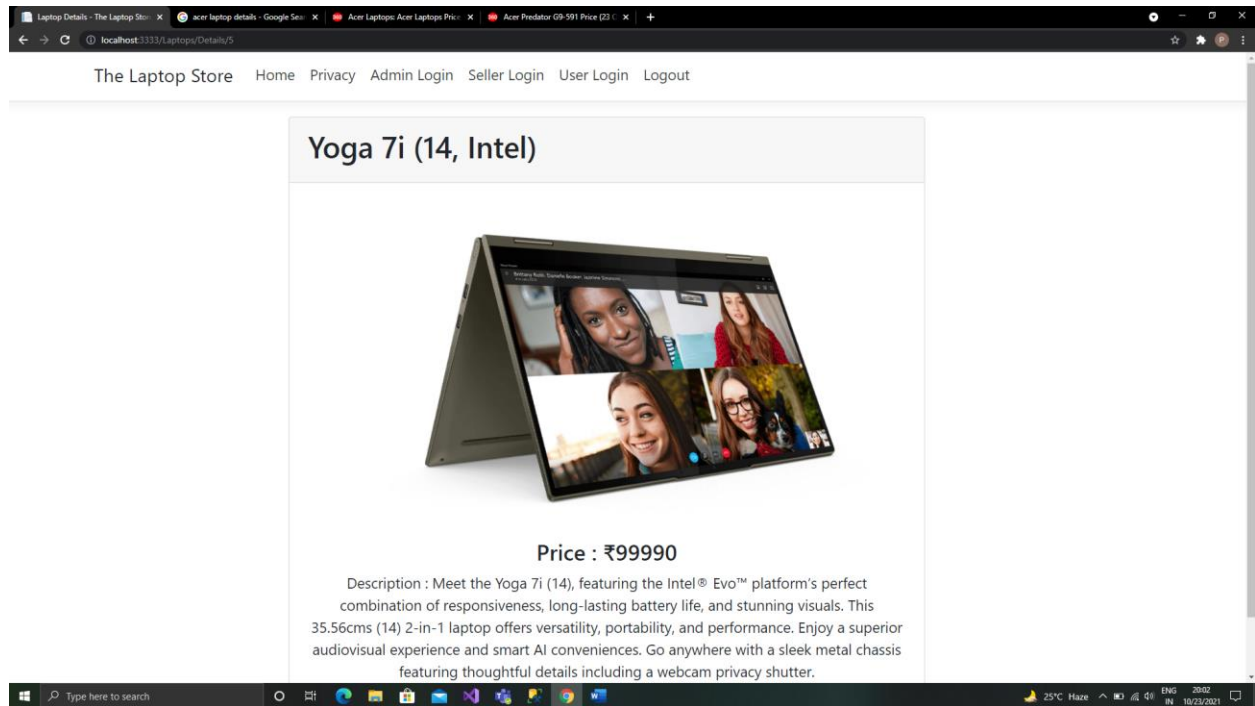 Laptop Details - The Laptop Stor
acer laptop details - Google Sear
Acer Laptops: Acer Laptops Price
Acer Predator G9-591 Price (23 O
localhost:3333/Laptops/Details/5
The Laptop Store Home Privacy Admin Login Seller Login User Login Logout
Yoga 7i (14, Intel)
Price : ₹99990
Description : Meet the Yoga 7i (14), featuring the Intel® Evo™ platform's perfect
combination of responsiveness, long-lasting battery life, and stunning visuals. This
35.56cms (14) 2-in-1 laptop offers versatility, portability, and performance. Enjoy a superior
audiovisual experience and smart AI conveniences. Go anywhere with a sleek metal chassis
featuring thoughtful details including a webcam privacy shutter.
Type here to search
25°C Haze
ENG
IN
20:02
10/23/2021